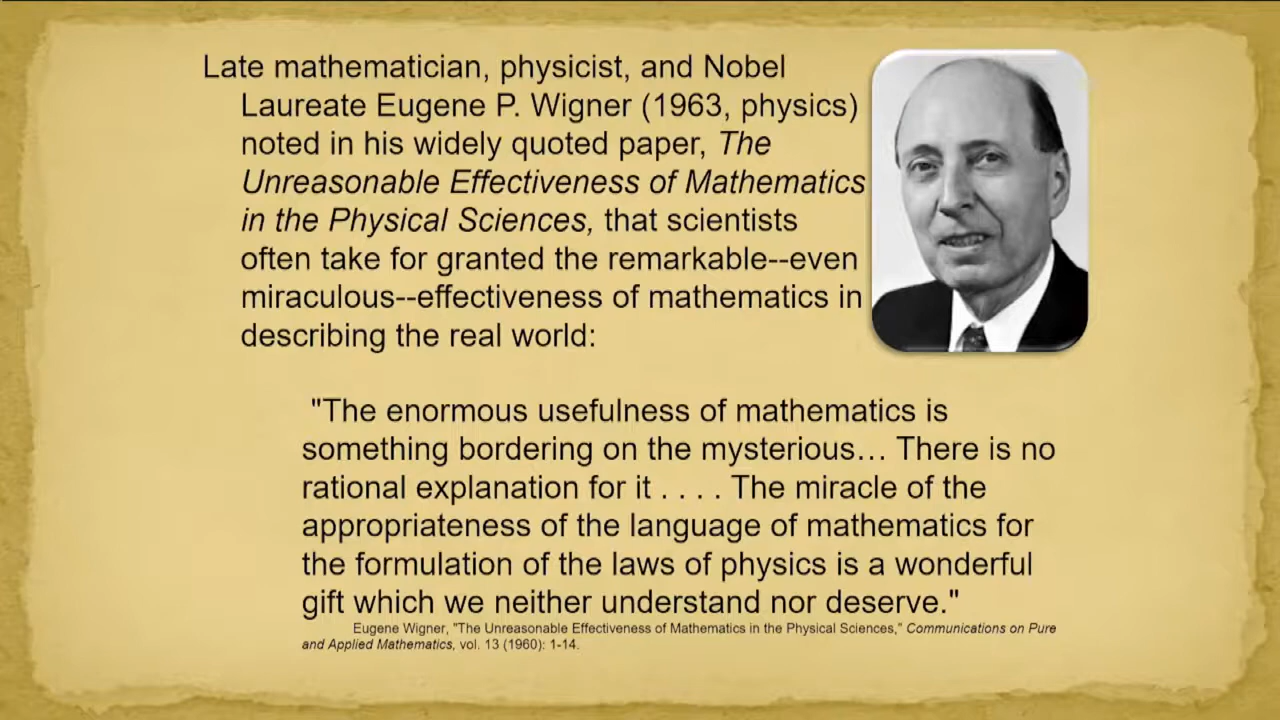 Late mathematician, physicist, and Nobel
Laureate Eugene P. Wigner (1963, physics)
noted in his widely quoted paper, The
Unreasonable Effectiveness of Mathematics
in the Physical Sciences, that scientists
often take for granted the remarkable--even
miraculous--effectiveness of mathematics in
describing the real world:
"The enormous usefulness of mathematics is
something bordering on the mysterious… There is no
rational explanation for it . . . . The miracle of the
appropriateness of the language of mathematics for
the formulation of the laws of physics is a wonderful
gift which we neither understand nor deserve."
Eugene Wigner, "The Unreasonable Effectiveness of Mathematics in the Physical Sciences," Communications on Pure
and Applied Mathematics, vol. 13 (1960): 1-14.